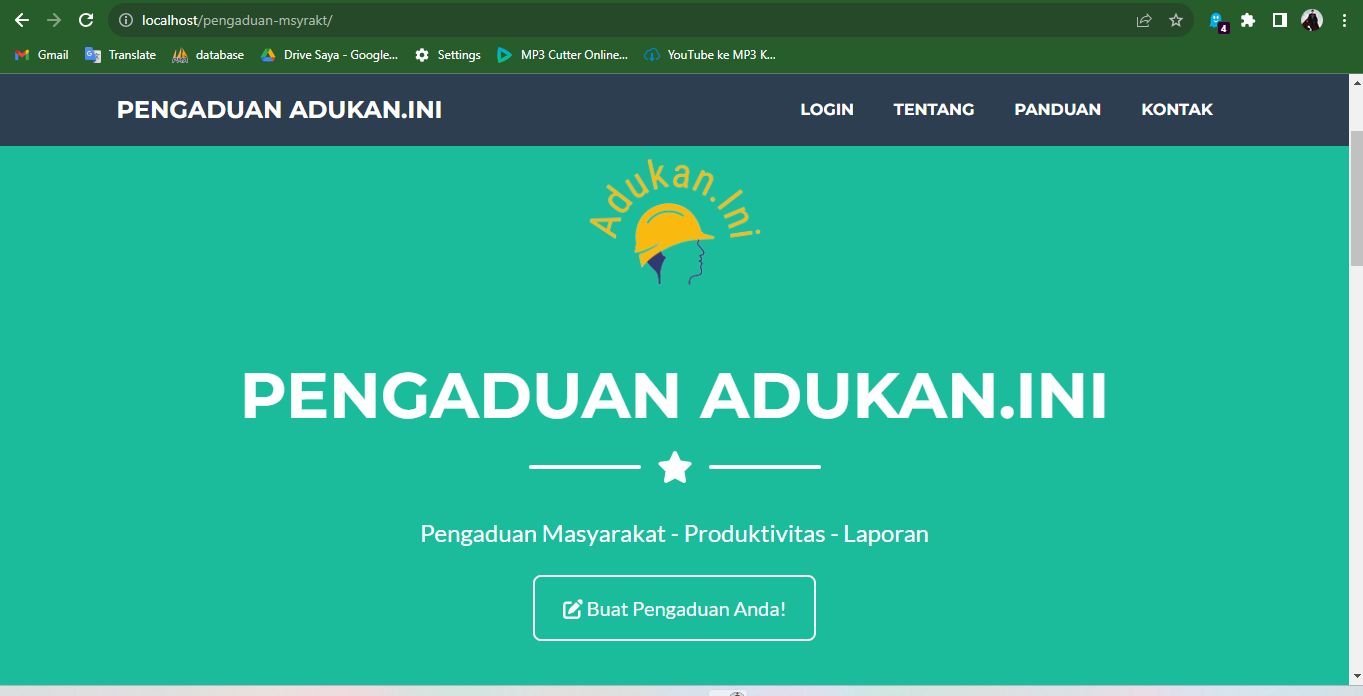 localhost/pengaduan-msyrakt/
4
Gmail Translate database Drive Saya - Google... Settings MP3 Cutter Online... YouTube ke MP3 K...
PENGADUAN ADUKAN.INI LOGIN TENTANG PANDUAN KONTAK
Adukan.Ini
PENGADUAN ADUKAN.INI
Pengaduan Masyarakat - Produktivitas - Laporan
Buat Pengaduan Anda!